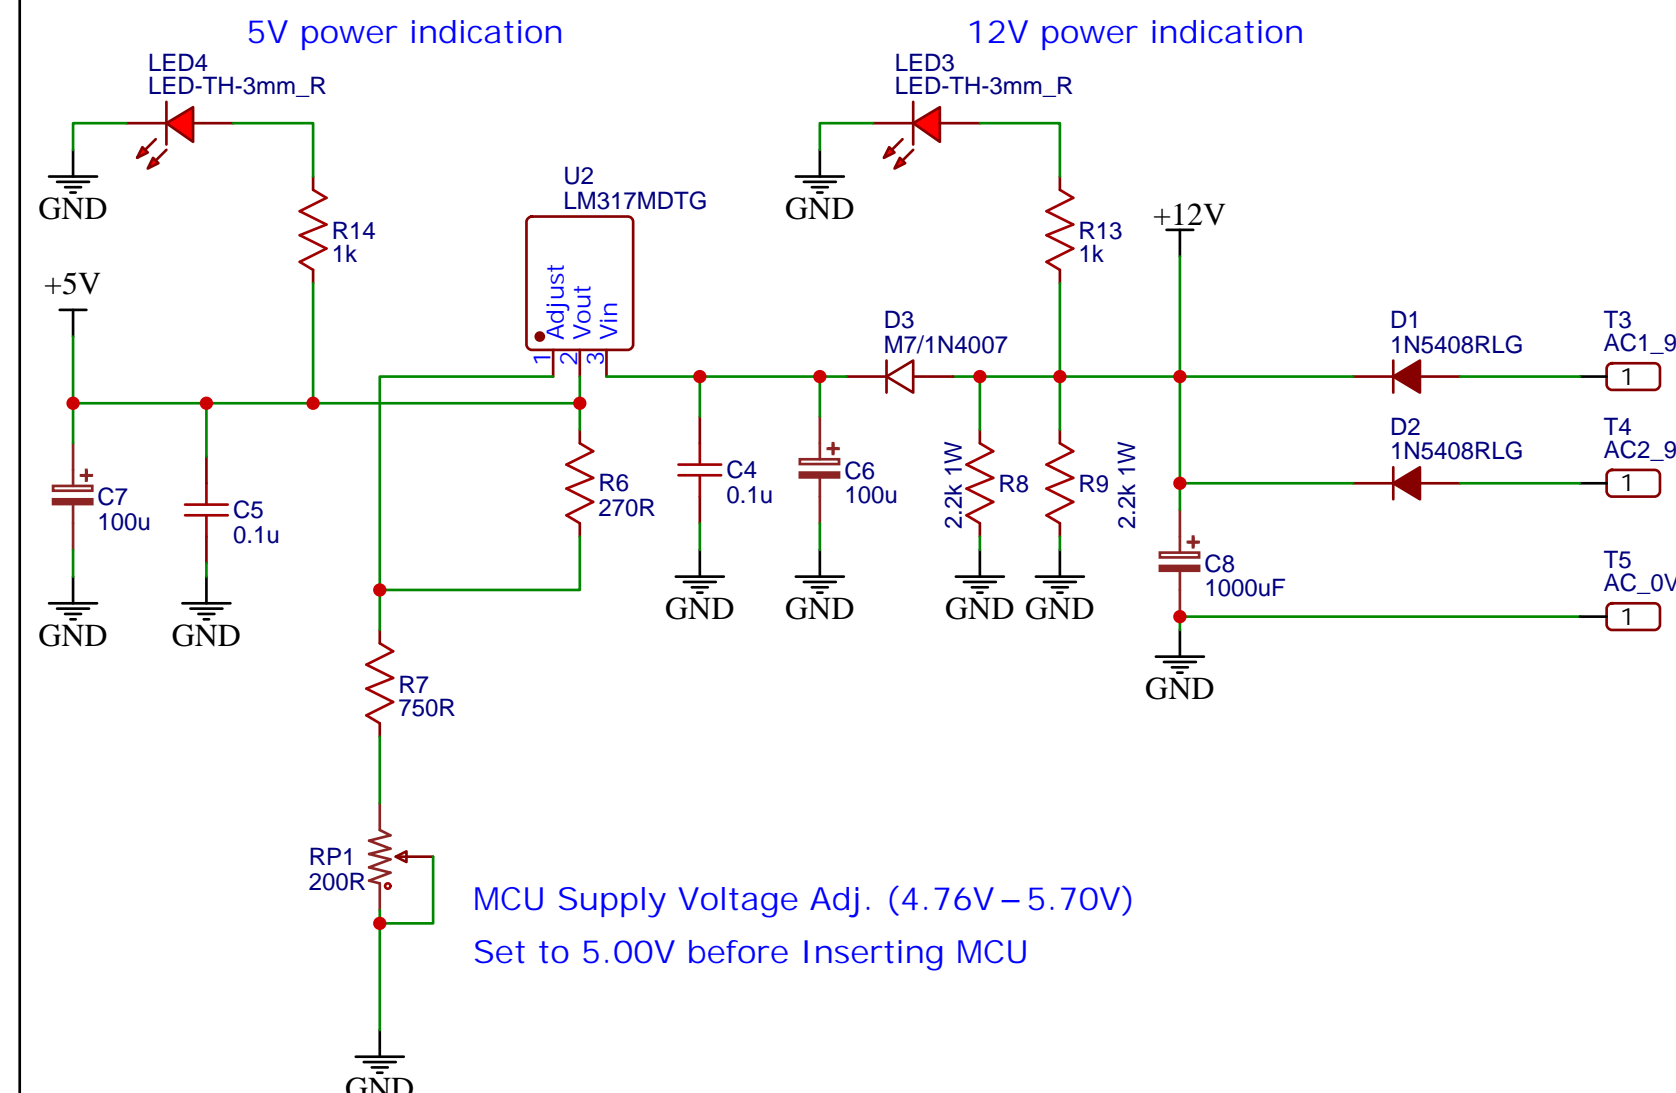 5V power indication
12V power indication
LED4
LED-TH-3mm_R
LED3
LED-TH-3mm_R
GND
R14
1k
U2
LM317MDTG
Adjust
Vout
Vin
1
2
3
GND
R13
1k
+12V
+5V
D3
M7/1N4007
D1
1N5408RLG
T3
AC1_9
1
D2
1N5408RLG
T4
AC2_9
1
C7
100u
C5
0.1u
R6
270R
C4
0.1u
C6
100u
2.2k 1W
R8
R9
2.2k 1W
C8
1000uF
T5
AC_0V
1
GND
GND
GND
GND
GND
GND
GND
R7
750R
RP1
200R
MCU Supply Voltage Adj. (4.76V–5.70V)
Set to 5.00V before Inserting MCU
GND